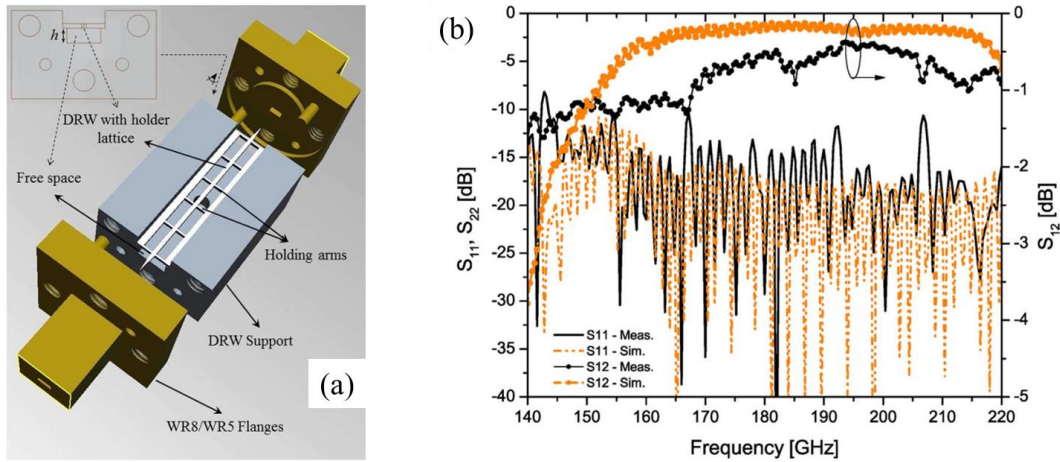 h
DRW with holder
lattice
Free space
Holding arms
DRW Support
WR8/WR5 Flanges
(a)
(b)
S11, S22 [dB]
0
-5
-10
-15
-20
-25
-30
-35
-40
S11 - Meas.
S11 - Sim.
S12 - Meas.
S12 - Sim.
0
-1
-2
-3
-4
-5
S12 [dB]
140 150 160 170 180 190 200 210 220
Frequency [GHz]